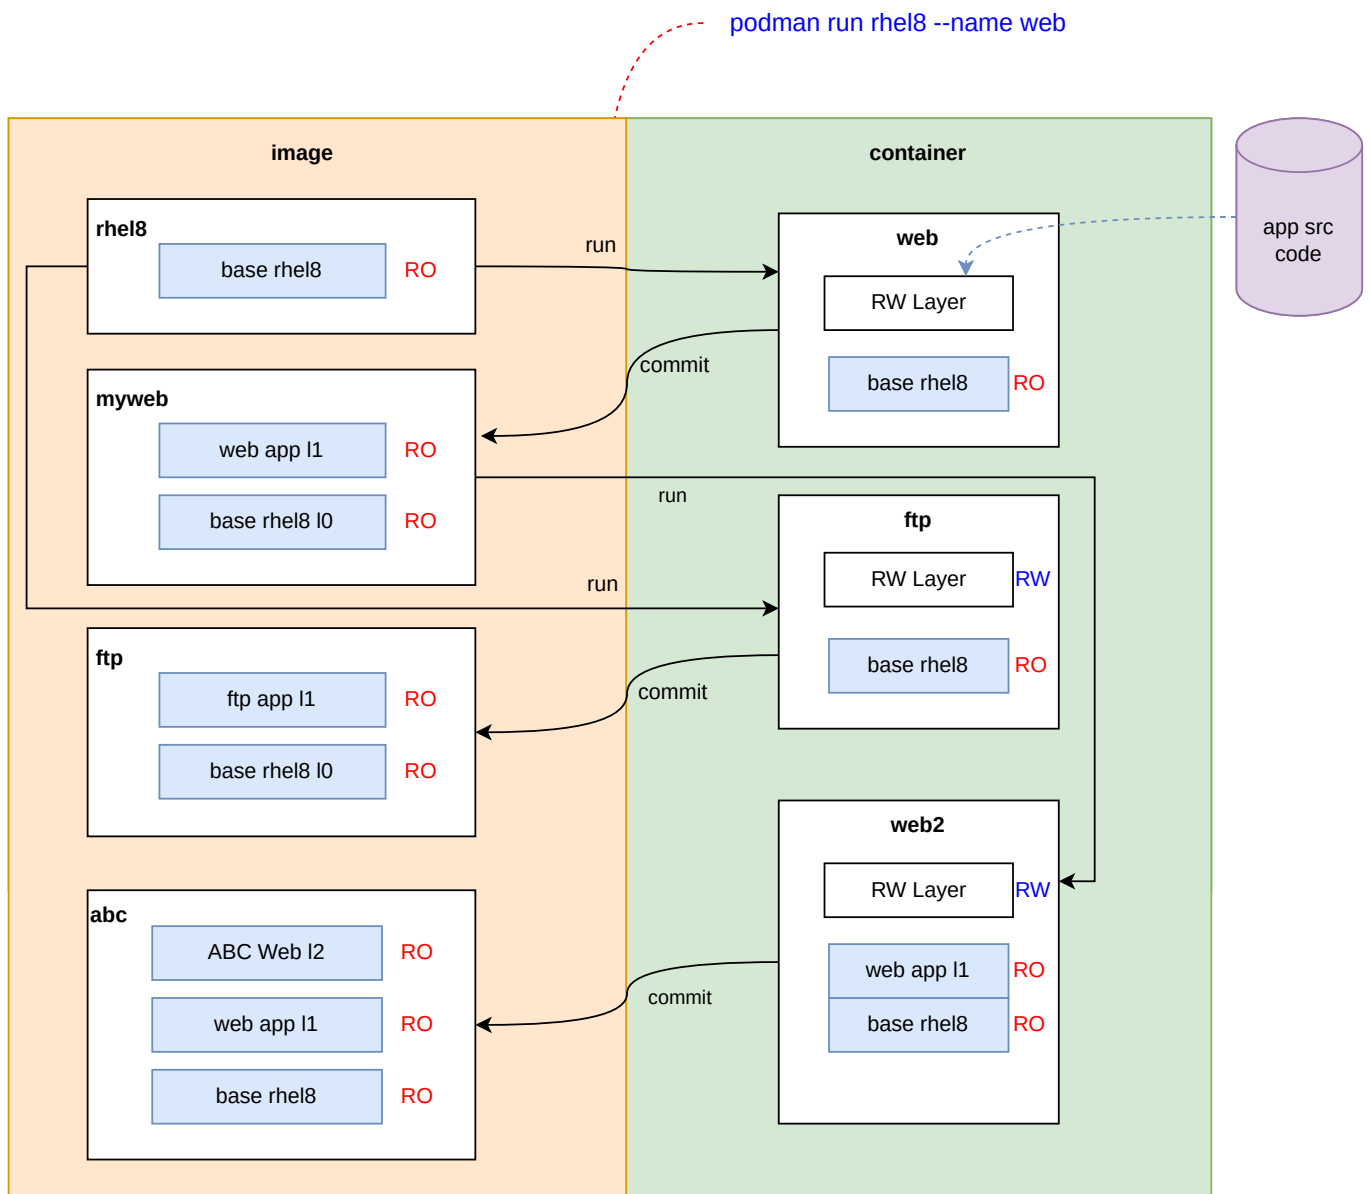 podman run rhel8 --name web
image
container
rhel8
base rhel8 RO
run
web
RW Layer
base rhel8 RO
app src
code
commit
myweb
web app l1 RO
base rhel8 l0 RO
run
ftp
RW Layer RW
base rhel8 RO
run
ftp
ftp app l1 RO
base rhel8 l0 RO
commit
web2
RW Layer RW
web app l1 RO
base rhel8 RO
commit
abc
ABC Web l2 RO
web app l1 RO
base rhel8 RO